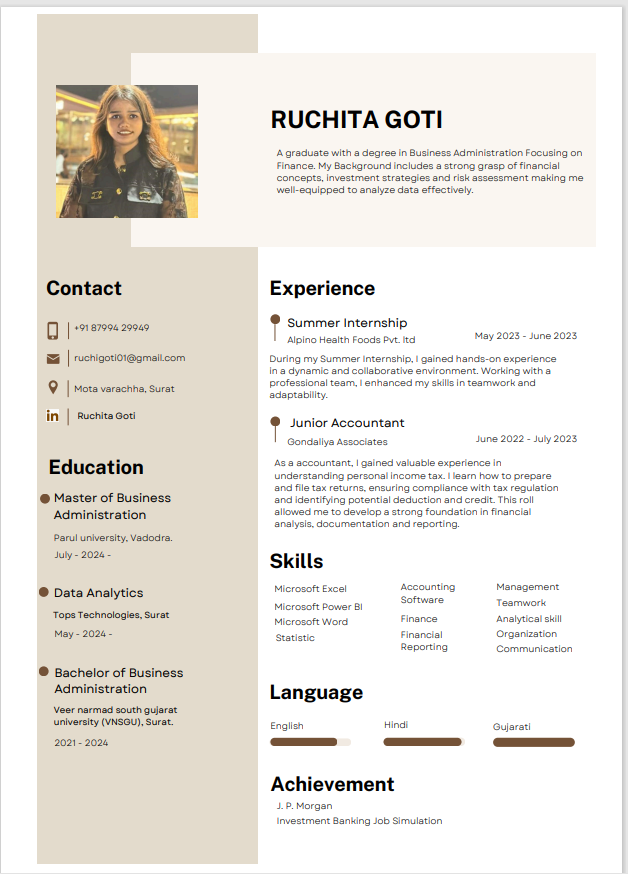 RUCHITA GOTI
A graduate with a degree in Business Administration Focusing on
Finance. My Background includes a strong grasp of financial
concepts, investment strategies and risk assessment making me
well-equipped to analyze data effectively.
Contact
+91 87994 29949
ruchigoti01@gmail.com
Mota varachha, Surat
in
Ruchita Goti
Education
Master of Business
Administration
Parul university, Vadodra.
July - 2024 -
Data Analytics
Tops Technologies, Surat
May - 2024 -
Bachelor of Business
Administration
Veer narmad south gujarat
university (VNSGU), Surat.
2021 - 2024
Experience
Summer Internship
Alpino Health Foods Pvt. ltd
May 2023 - June 2023
During my Summer Internship, I gained hands-on experience
in a dynamic and collaborative environment. Working with a
professional team, I enhanced my skills in teamwork and
adaptability.
Junior Accountant
Gondaliya Associates
June 2022 - July 2023
As a accountant, I gained valuable experience in
understanding personal income tax. I learn how to prepare
and file tax returns, ensuring compliance with tax regulation
and identifying potential deduction and credit. This roll
allowed me to develop a strong foundation in financial
analysis, documentation and reporting.
Skills
Microsoft Excel
Microsoft Power BI
Microsoft Word
Statistic
Accounting
Software
Finance
Financial
Reporting
Management
Teamwork
Analytical skill
Organization
Communication
Language
English
Hindi
Gujarati
Achievement
J. P. Morgan
Investment Banking Job Simulation